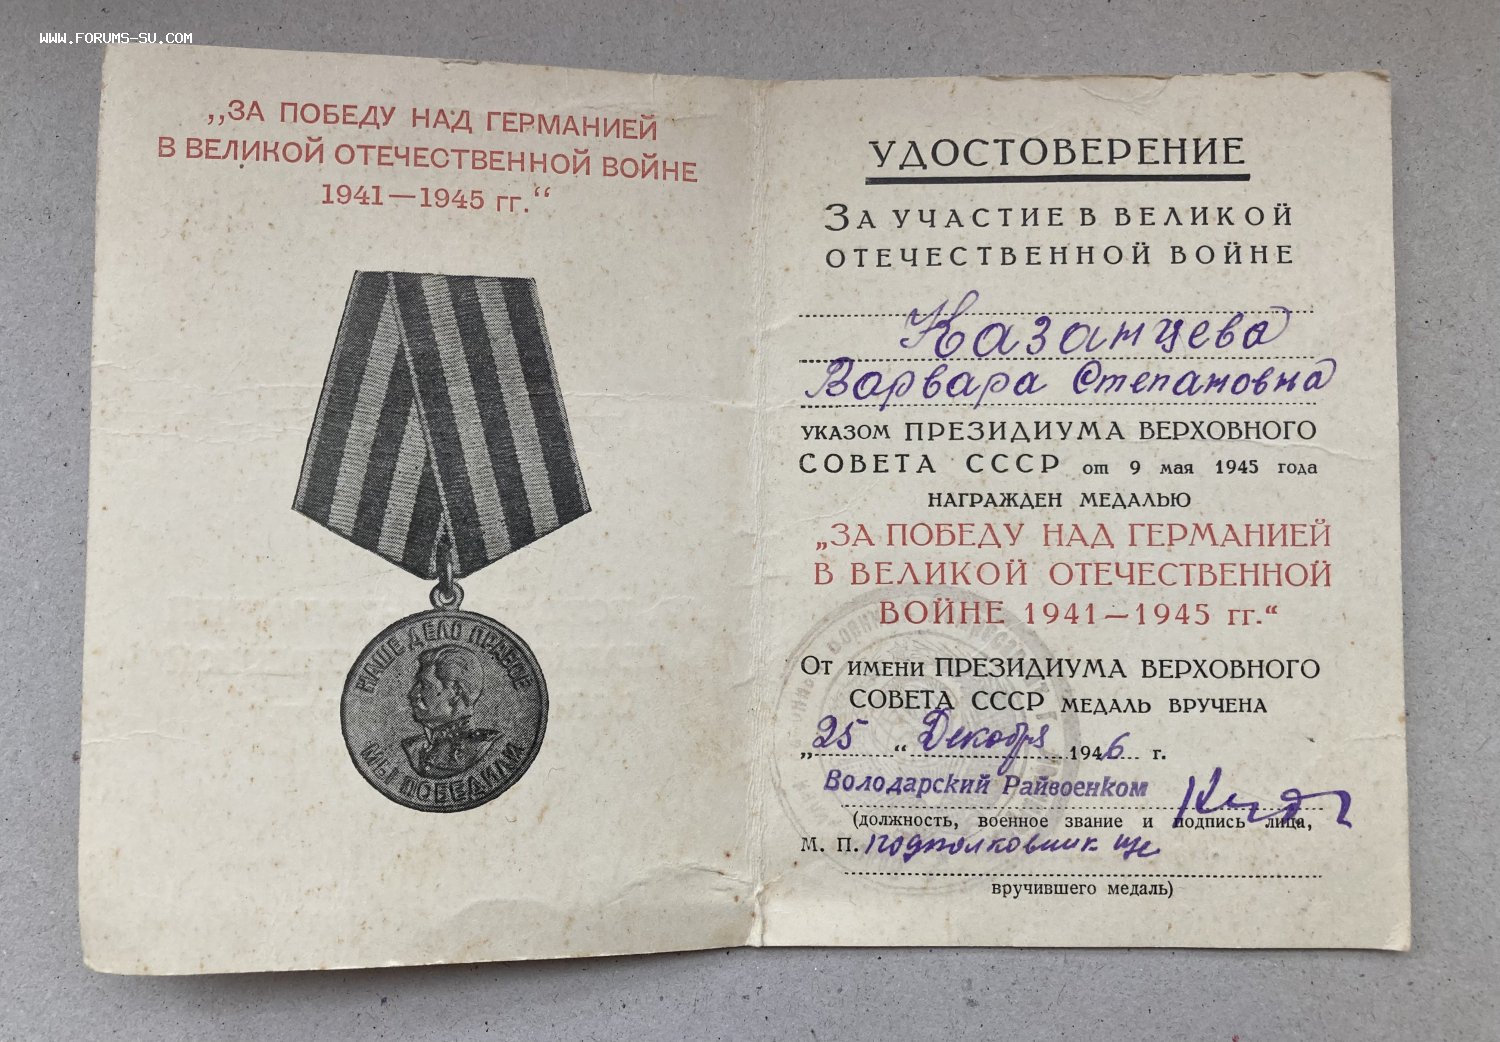 WWW.FORUMS-SU.COM
„ЗА ПОБЕДУ НАД ГЕРМАНИЕЙ
В ВЕЛИКОЙ ОТЕЧЕСТВЕННОЙ ВОЙНЕ
1941—1945 гг.“
НАШЕ ДЕЛО ПРАВОЕ
МЫ ПОБЕДИЛИ
УДОСТОВЕРЕНИЕ
ЗА УЧАСТИЕ В ВЕЛИКОЙ
ОТЕЧЕСТВЕННОЙ ВОЙНЕ
Казанцева
Варвара Степановна
УКАЗОМ ПРЕЗИДИУМА ВЕРХОВНОГО
СОВЕТА СССР от 9 мая 1945 года
НАГРАЖДЕН МЕДАЛЬЮ
„ЗА ПОБЕДУ НАД ГЕРМАНИЕЙ
В ВЕЛИКОЙ ОТЕЧЕСТВЕННОЙ
ВОЙНЕ 1941—1945 гг.“
ОТ ИМЕНИ ПРЕЗИДИУМА ВЕРХОВНОГО
СОВЕТА СССР МЕДАЛЬ ВРУЧЕНА
„25“ Декабря 1946 г.
Володарский Райвоенком
(должность, военное звание и подпись лица,
М. П. подполковник
вручившего медаль)